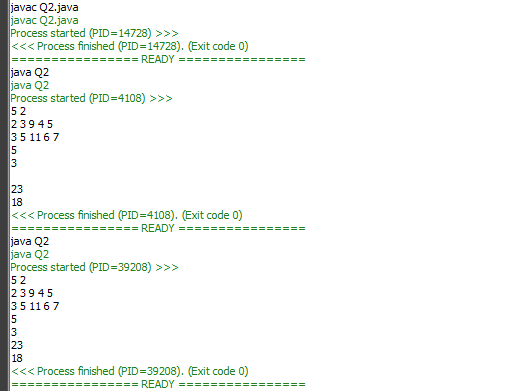 javac Q2.java
javac Q2.java
Process started (PID=14728) >>>
<<< Process finished (PID=14728). (Exit code 0)
================ READY ================
java Q2
java Q2
Process started (PID=4108) >>>
5 2
2 3 9 4 5
3 5 11 6 7
5
3
23
18
<<< Process finished (PID=4108). (Exit code 0)
================ READY ================
java Q2
java Q2
Process started (PID=39208) >>>
5 2
2 3 9 4 5
3 5 11 6 7
5
3
23
18
<<< Process finished (PID=39208). (Exit code 0)
================ READY ================